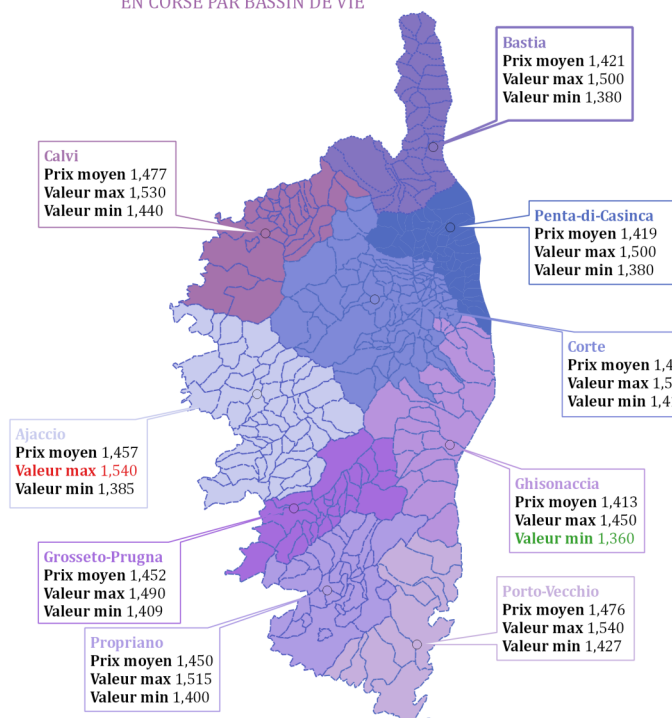 EN CORSE PAR BASSIN DE VIE
Bastia
Prix moyen 1,421
Valeur max 1,500
Valeur min 1,380
Calvi
Prix moyen 1,477
Valeur max 1,530
Valeur min 1,440
Penta-di-Casinca
Prix moyen 1,419
Valeur max 1,500
Valeur min 1,380
Corte
Prix moyen 1,4
Valeur max 1,5
Valeur min 1,4
Ajaccio
Prix moyen 1,457
Valeur max 1,540
Valeur min 1,385
Ghisonaccia
Prix moyen 1,413
Valeur max 1,450
Valeur min 1,360
Grosseto-Prugna
Prix moyen 1,452
Valeur max 1,490
Valeur min 1,409
Porto-Vecchio
Prix moyen 1,476
Valeur max 1,540
Valeur min 1,427
Propriano
Prix moyen 1,450
Valeur max 1,515
Valeur min 1,400